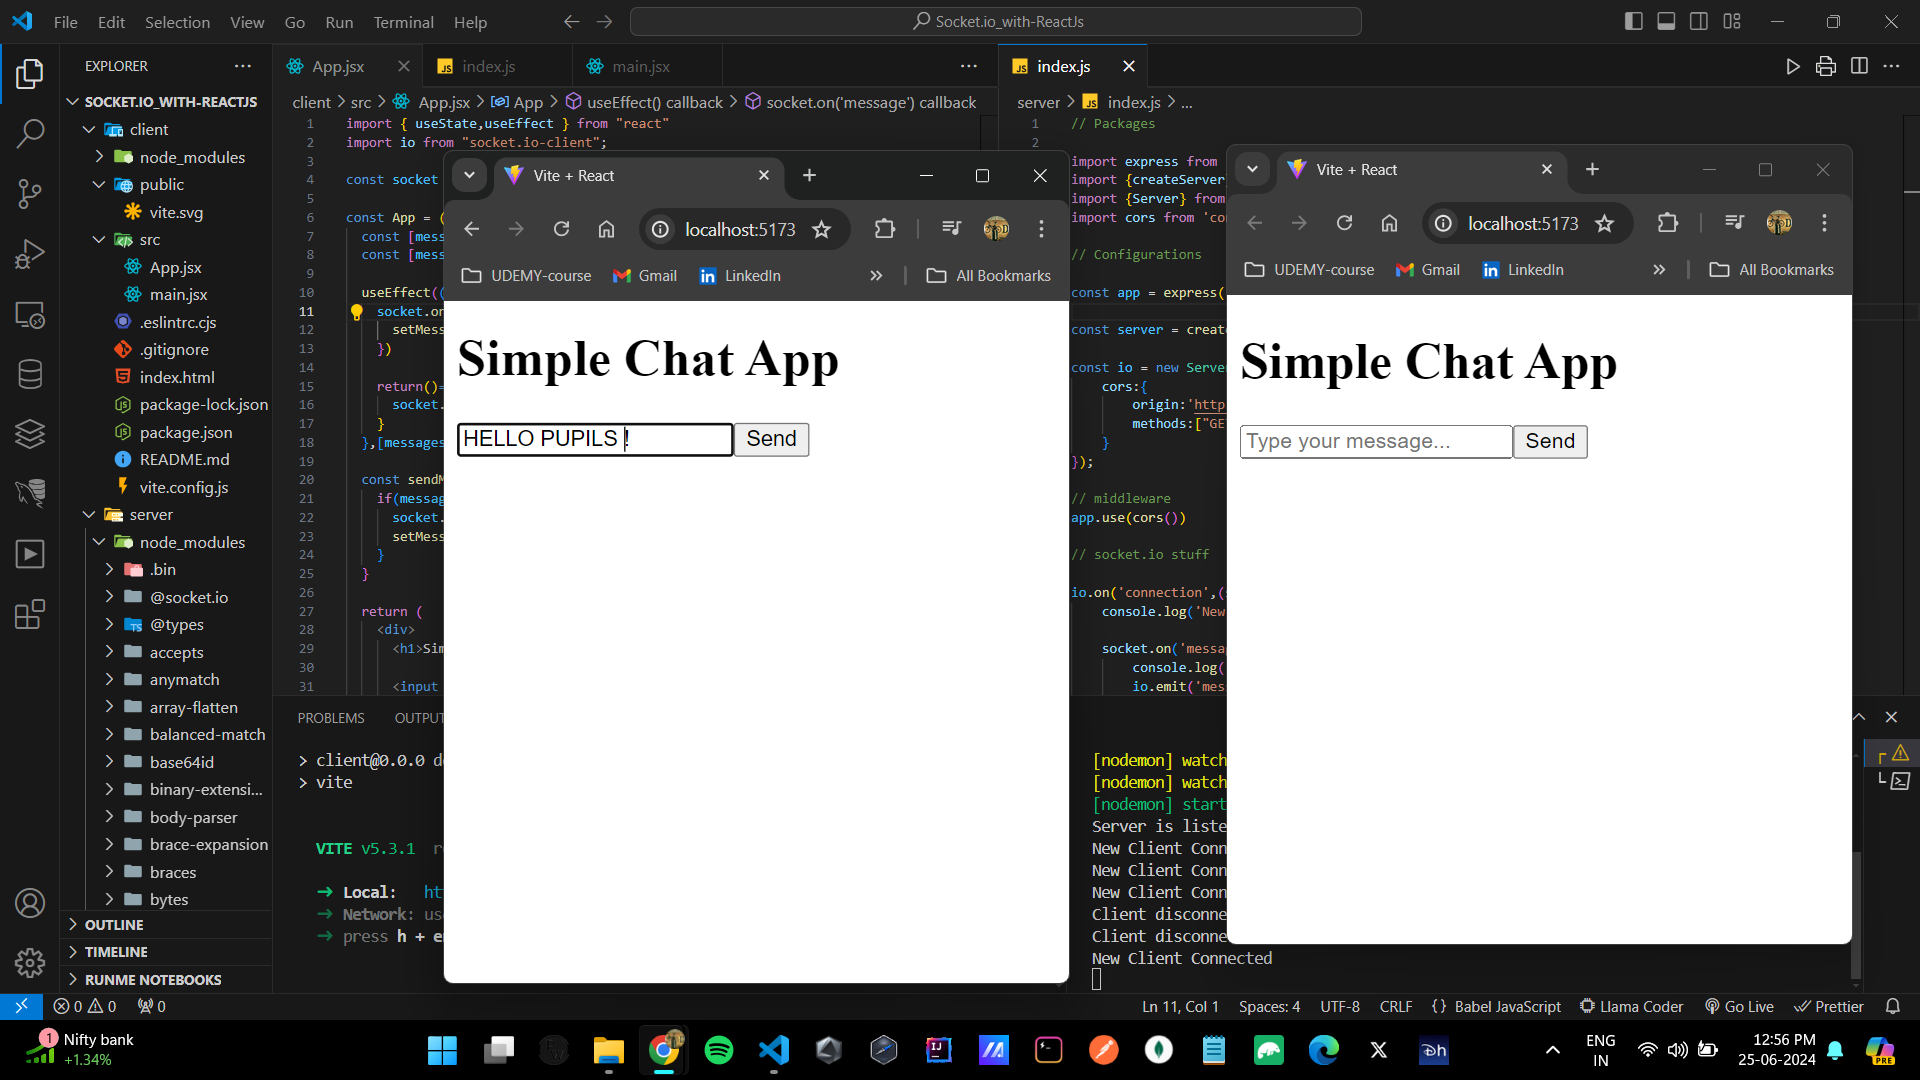 File Edit Selection View Go Run Terminal Help
Socket.io_with-ReactJs
EXPLORER
SOCKET.IO_WITH-REACTJS
client
node_modules
public
vite.svg
src
App.jsx
main.jsx
.eslintrc.cjs
.gitignore
index.html
package-lock.json
package.json
README.md
vite.config.js
server
node_modules
.bin
@socket.io
@types
accepts
anymatch
array-flatten
balanced-match
base64id
binary-extensi...
body-parser
brace-expansion
braces
bytes
OUTLINE
TIMELINE
RUNME NOTEBOOKS
App.jsx
index.js
main.jsx
client > src > App.jsx > App > useEffect() callback > socket.on('message') callback
1 import { useState,useEffect } from "react"
2 import io from "socket.io-client";
3
4 const socket
5
6 const App = (
7 const [mess
8 const [mess
9
10 useEffect((
11 socket.on
12 setMess
13 })
14
15 return()=
16 socket.
17 }
18 },[messages
19
20 const sendM
21 if(messag
22 socket.
23 setMess
24 }
25 }
26
27 return (
28 <div>
29 <h1>Sim
30
31 <input
PROBLEMS OUTPUT
> client@0.0.0 de
> vite
VITE v5.3.1 re
➜ Local: htt
➜ Network: use
➜ press h + en
Vite + React
localhost:5173
UDEMY-course Gmail LinkedIn » All Bookmarks
Simple Chat App
HELLO PUPILS ! Send
index.js
server > index.js > ...
1 // Packages
2
import express from
import {createServer
import {Server} from
import cors from 'co
// Configurations
const app = express(
const server = create
const io = new Serve
cors:{
origin:'http
methods:["GE
}
});
// middleware
app.use(cors())
// socket.io stuff
io.on('connection',(s
console.log('New
socket.on('messa
console.log(
io.emit('mes
[nodemon] watch
[nodemon] watch
[nodemon] start
Server is liste
New Client Conn
New Client Conn
New Client Conn
Client disconne
Client disconne
New Client Connected
Vite + React
localhost:5173
UDEMY-course Gmail LinkedIn » All Bookmarks
Simple Chat App
Type your message... Send
0 0 0 Ln 11, Col 1 Spaces: 4 UTF-8 CRLF {} Babel JavaScript Llama Coder Go Live Prettier
1 Nifty bank
+1.34%
ENG
IN
12:56 PM
25-06-2024
PRE